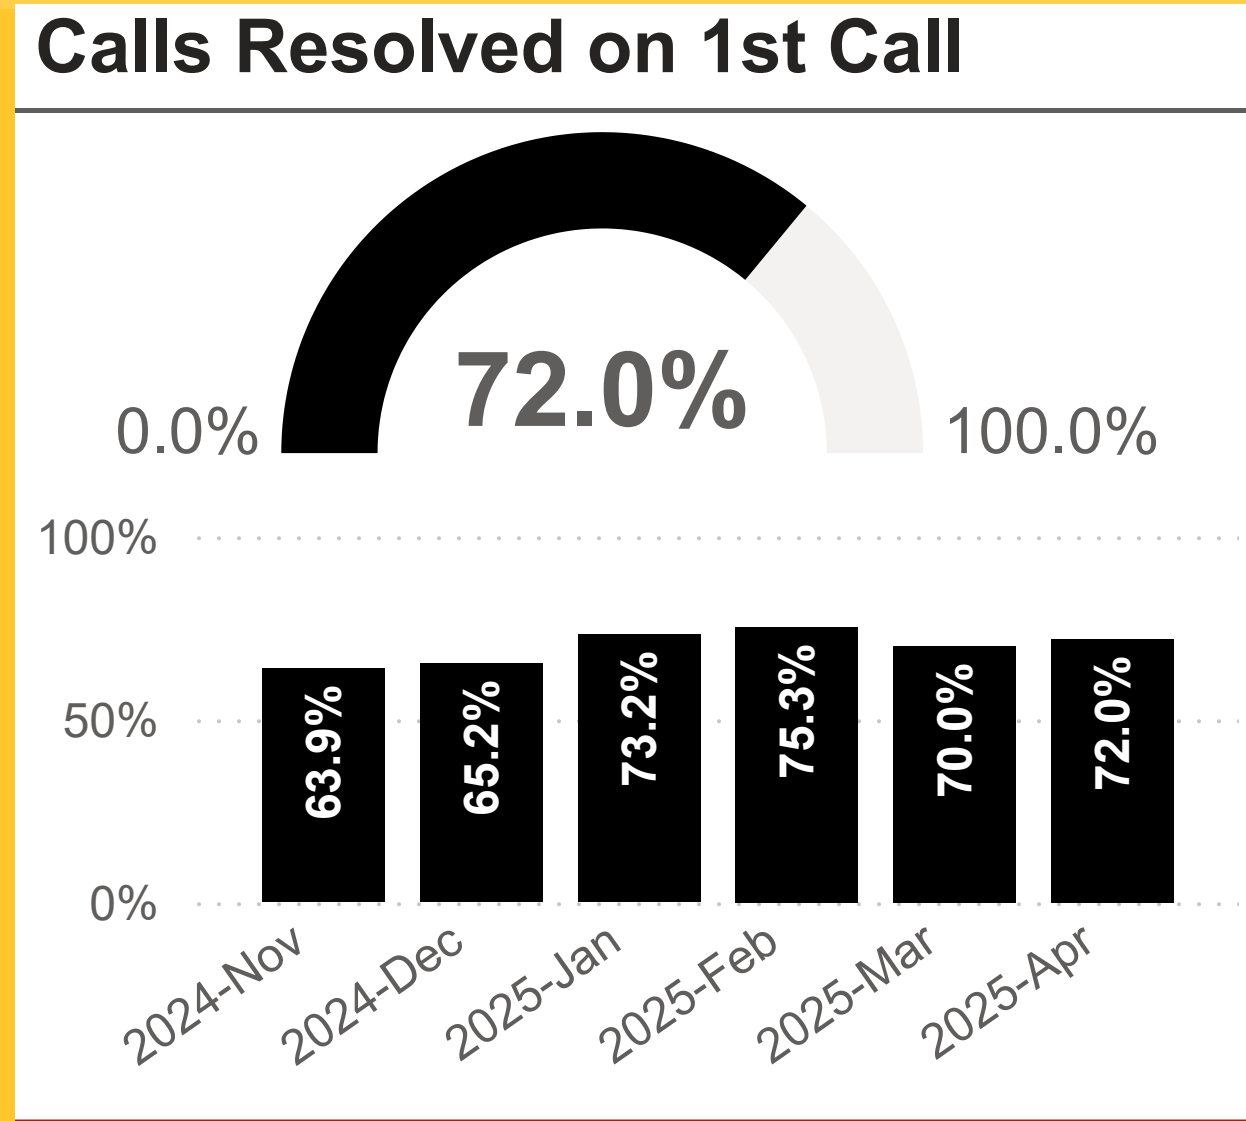 Calls Resolved on 1st Call
72.0%
0.0%
100.0%
100%
50%
0%
63.9%
65.2%
73.2%
75.3%
70.0%
72.0%
2024-Nov
2024-Dec
2025-Jan
2025-Feb
2025-Mar
2025-Apr